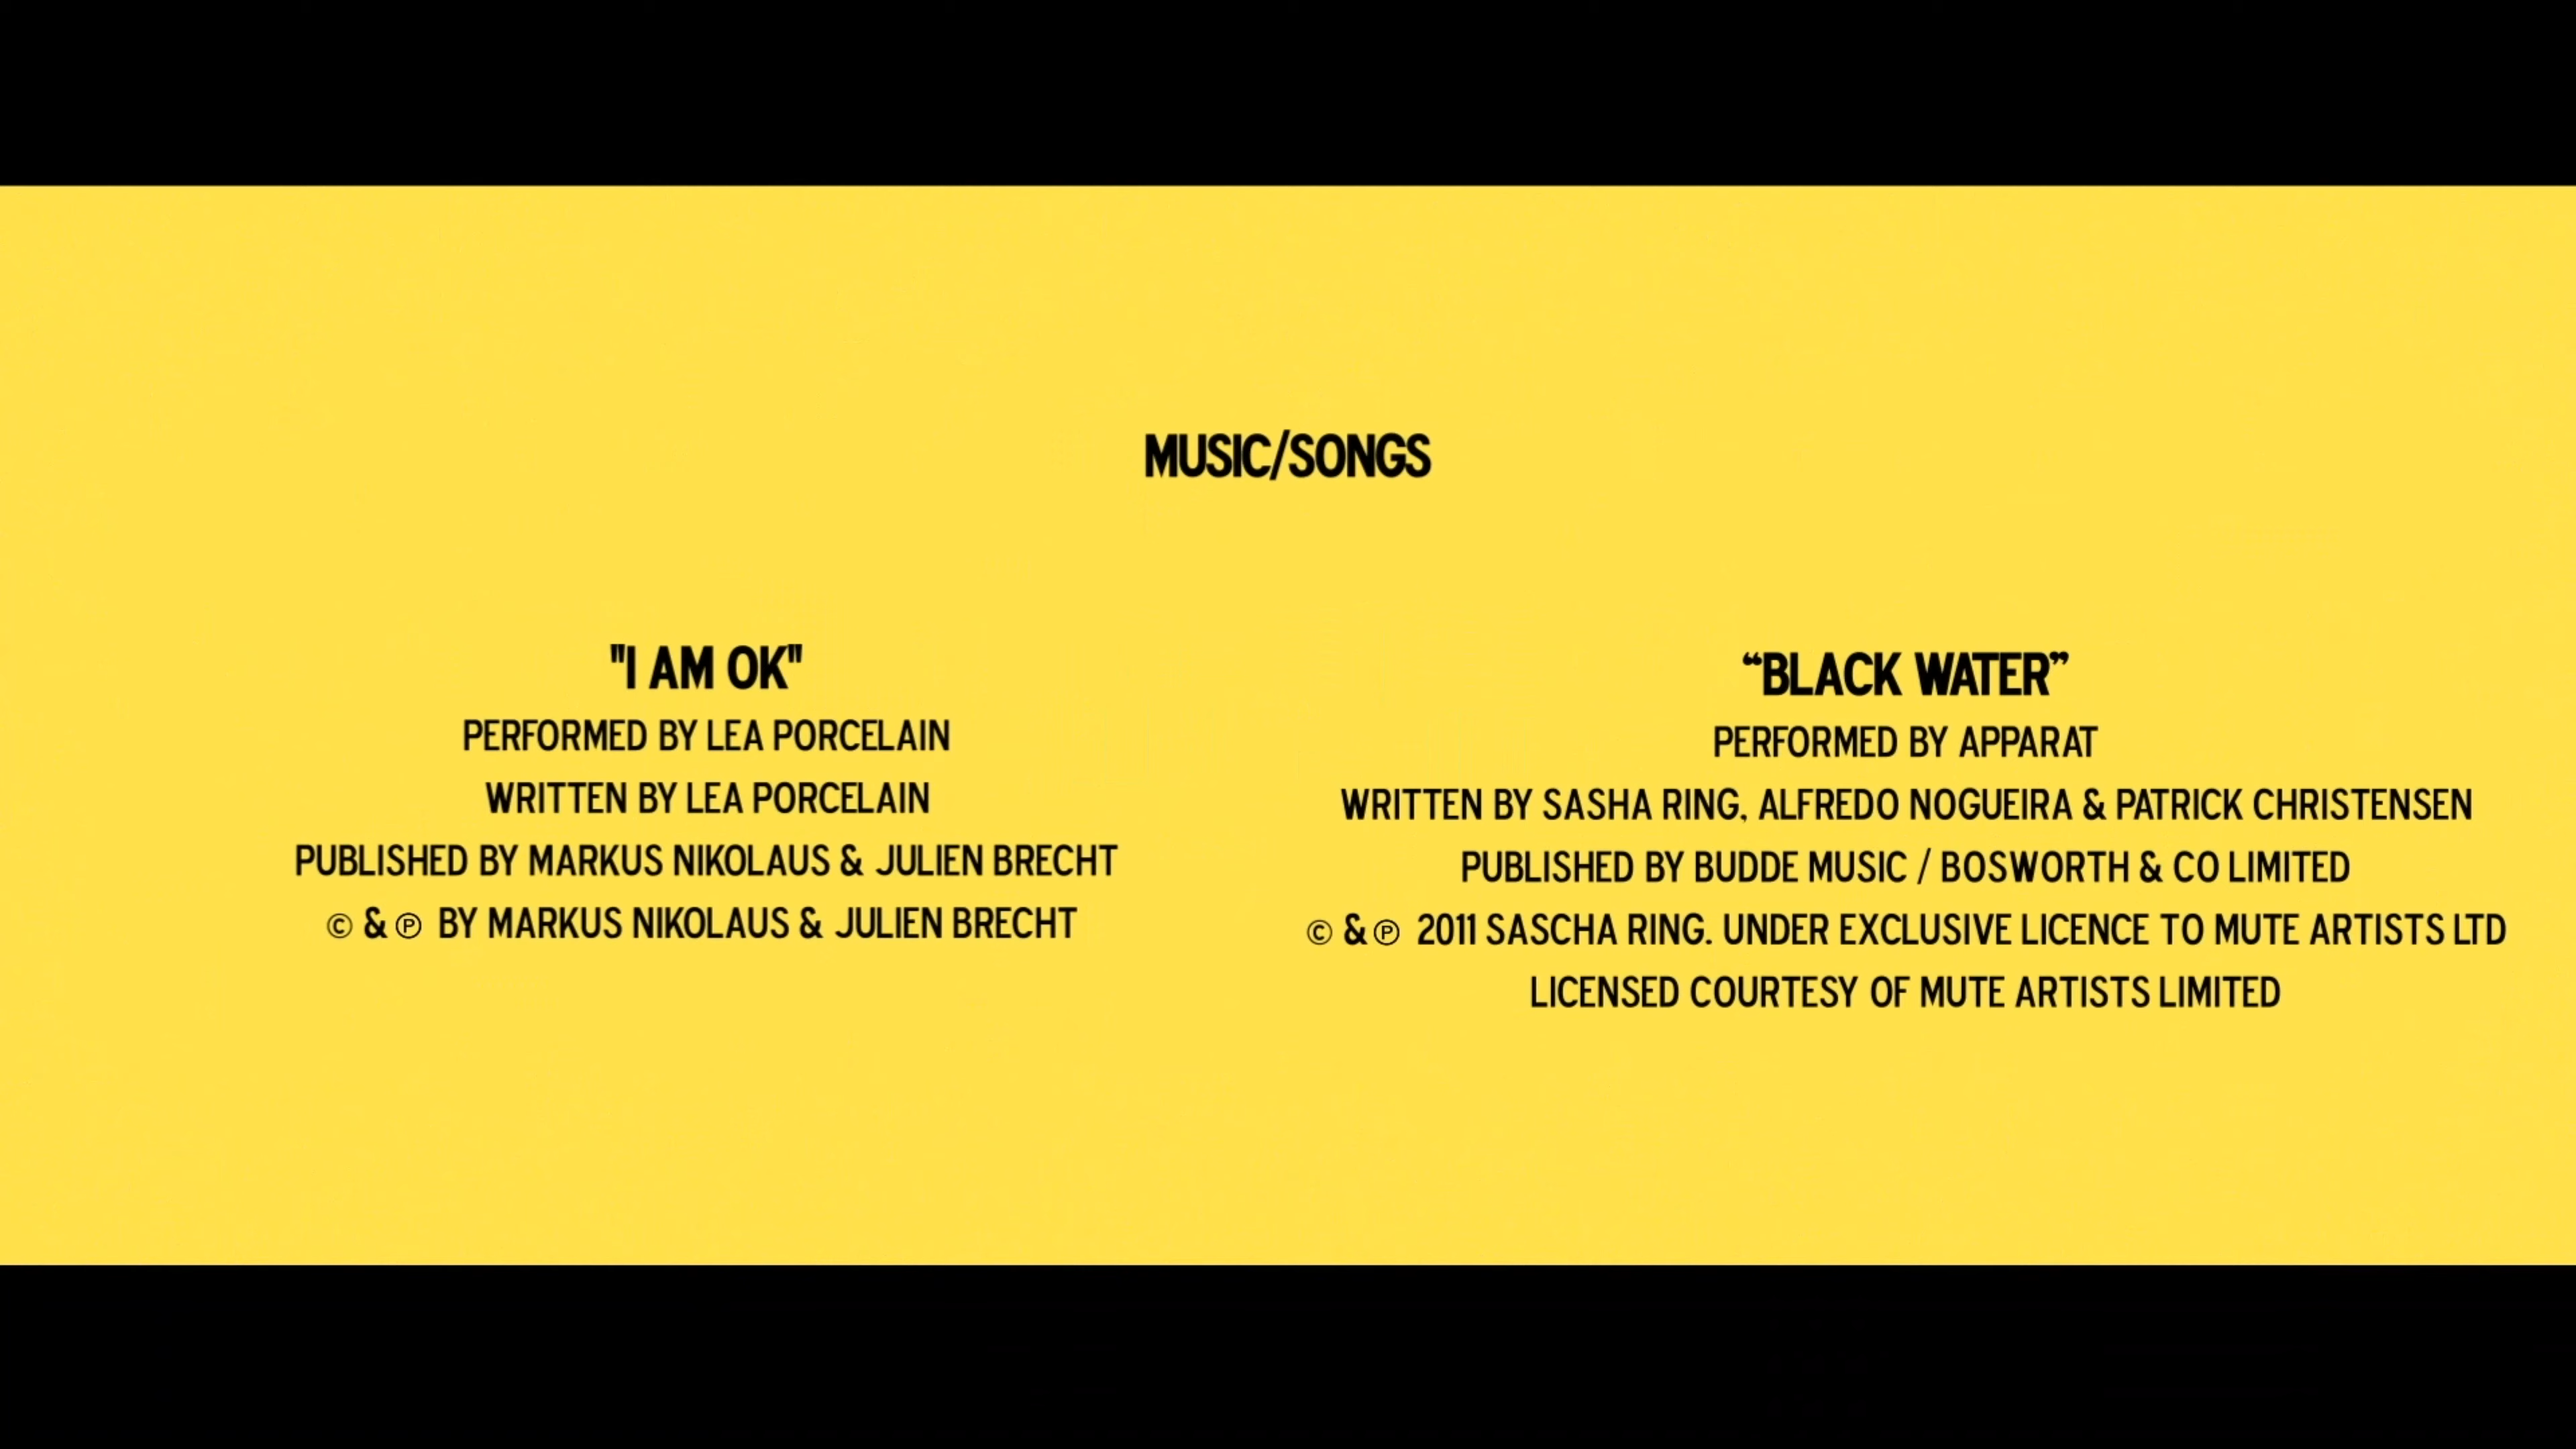 MUSIC/SONGS
"I AM OK"
PERFORMED BY LEA PORCELAIN
WRITTEN BY LEA PORCELAIN
PUBLISHED BY MARKUS NIKOLAUS & JULIEN BRECHT
© & ℗ BY MARKUS NIKOLAUS & JULIEN BRECHT
“BLACK WATER”
PERFORMED BY APPARAT
WRITTEN BY SASHA RING, ALFREDO NOGUEIRA & PATRICK CHRISTENSEN
PUBLISHED BY BUDDE MUSIC / BOSWORTH & CO LIMITED
© & ℗ 2011 SASCHA RING. UNDER EXCLUSIVE LICENCE TO MUTE ARTISTS LTD
LICENSED COURTESY OF MUTE ARTISTS LIMITED